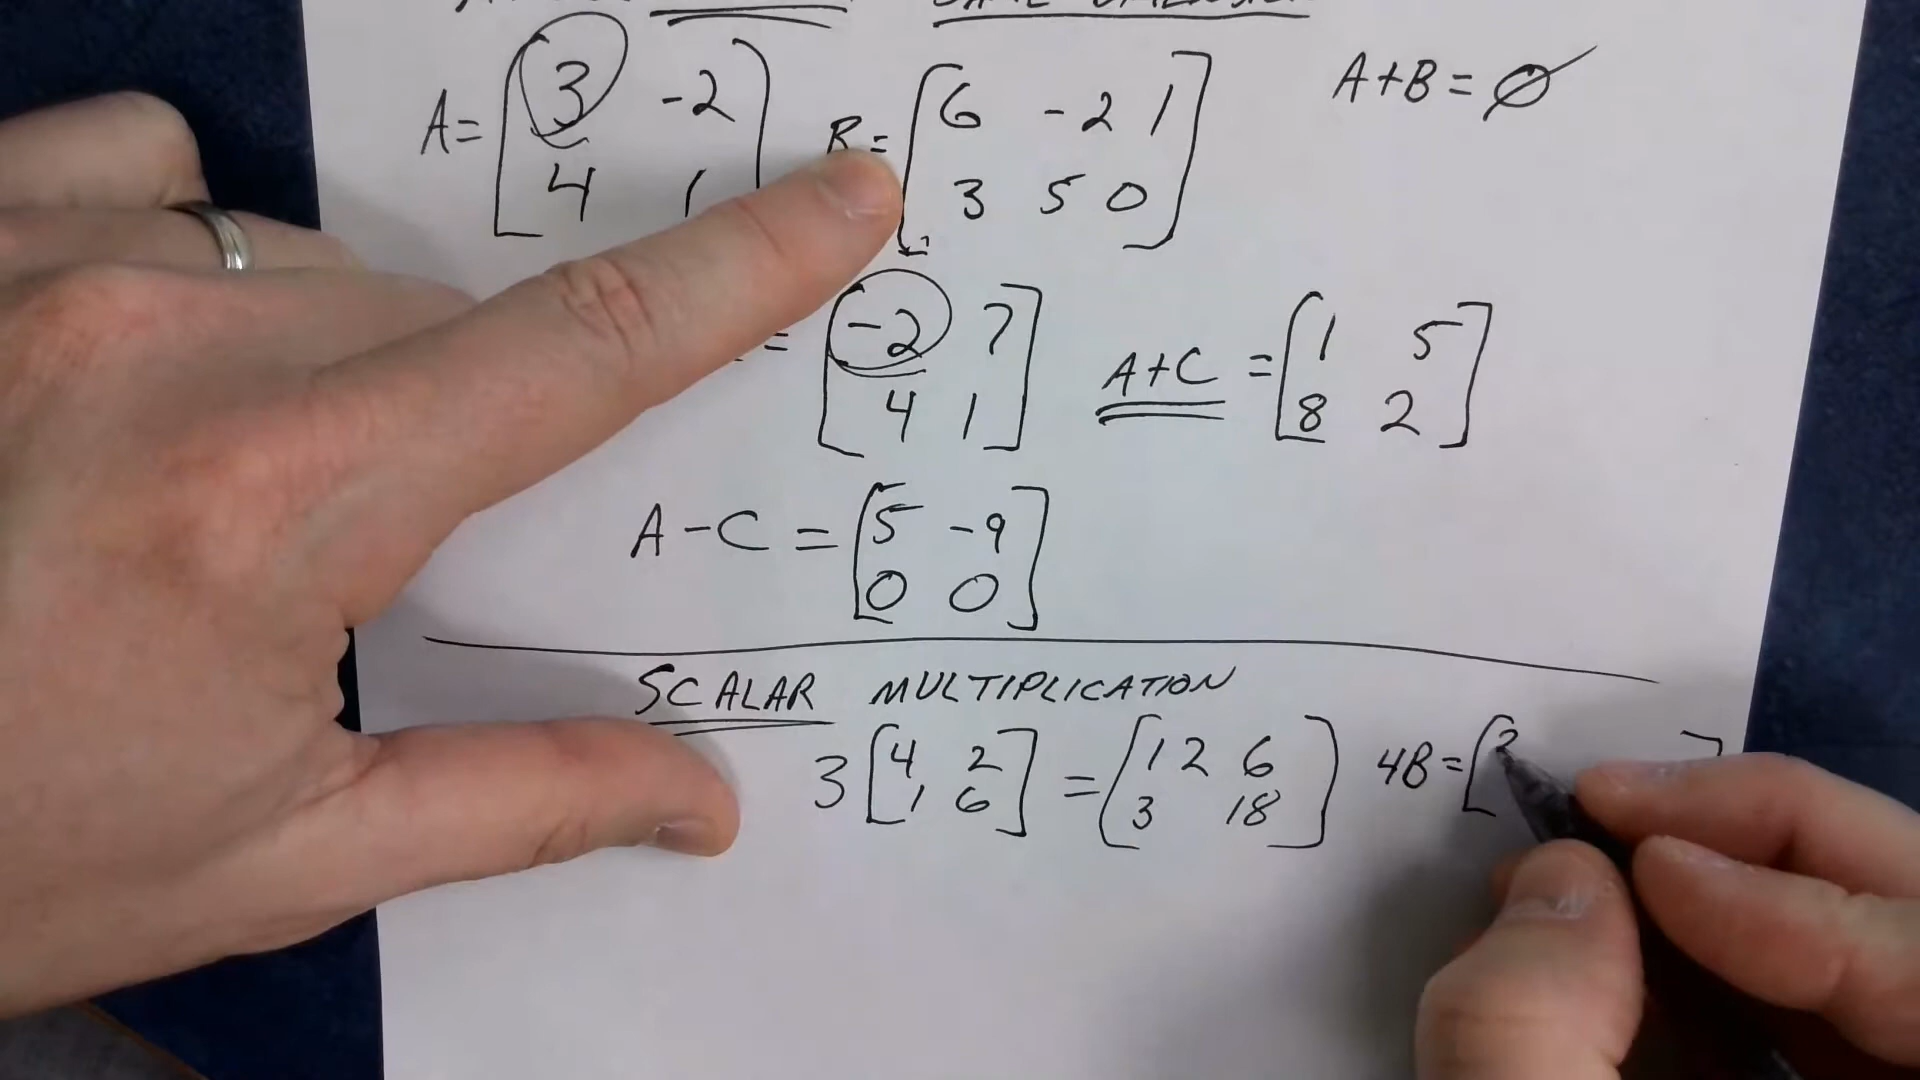 A = [3 -2 B = [6 -2 1] A+B = ∅
4 1 3 5 0
= [-2 7] A+C = [1 5]
4 1 8 2
A-C = [5 -9]
0 0
SCALAR MULTIPLICATION
3 [4 2] = [12 6] 4B = [
1 6 3 18